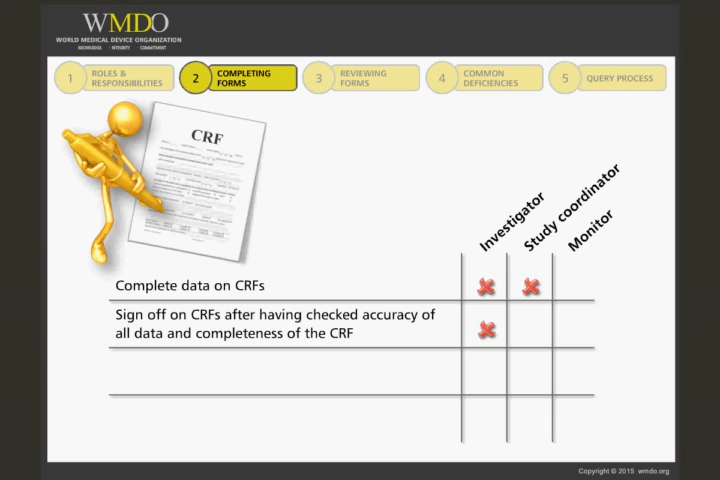 WMDO
WORLD MEDICAL DEVICE ORGANIZATION
KNOWLEDGE · INTEGRITY · COMMITMENT
1 ROLES & RESPONSIBILITIES
2 COMPLETING FORMS
3 REVIEWING FORMS
4 COMMON DEFICIENCIES
5 QUERY PROCESS
CRF
Investigator
Study coordinator
Monitor
Complete data on CRFs
Sign off on CRFs after having checked accuracy of
all data and completeness of the CRF
Copyright © 2015 wmdo.org